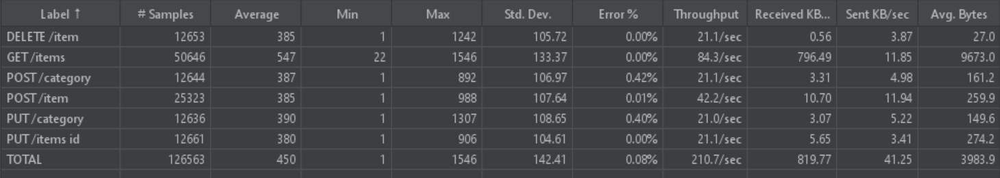 Label ↑ # Samples Average Min Max Std. Dev. Error % Throughput Received KB... Sent KB/sec Avg. Bytes
DELETE /item 12653 385 1 1242 105.72 0.00% 21.1/sec 0.56 3.87 27.0
GET /items 50646 547 22 1546 133.37 0.00% 84.3/sec 796.49 11.85 9673.0
POST /category 12644 387 1 892 106.97 0.42% 21.1/sec 3.31 4.98 161.2
POST /item 25323 385 1 988 107.64 0.01% 42.2/sec 10.70 11.94 259.9
PUT /category 12636 390 1 1307 108.65 0.40% 21.0/sec 3.07 5.22 149.6
PUT /items id 12661 380 1 906 104.61 0.00% 21.1/sec 5.65 3.41 274.2
TOTAL 126563 450 1 1546 142.41 0.08% 210.7/sec 819.77 41.25 3983.9